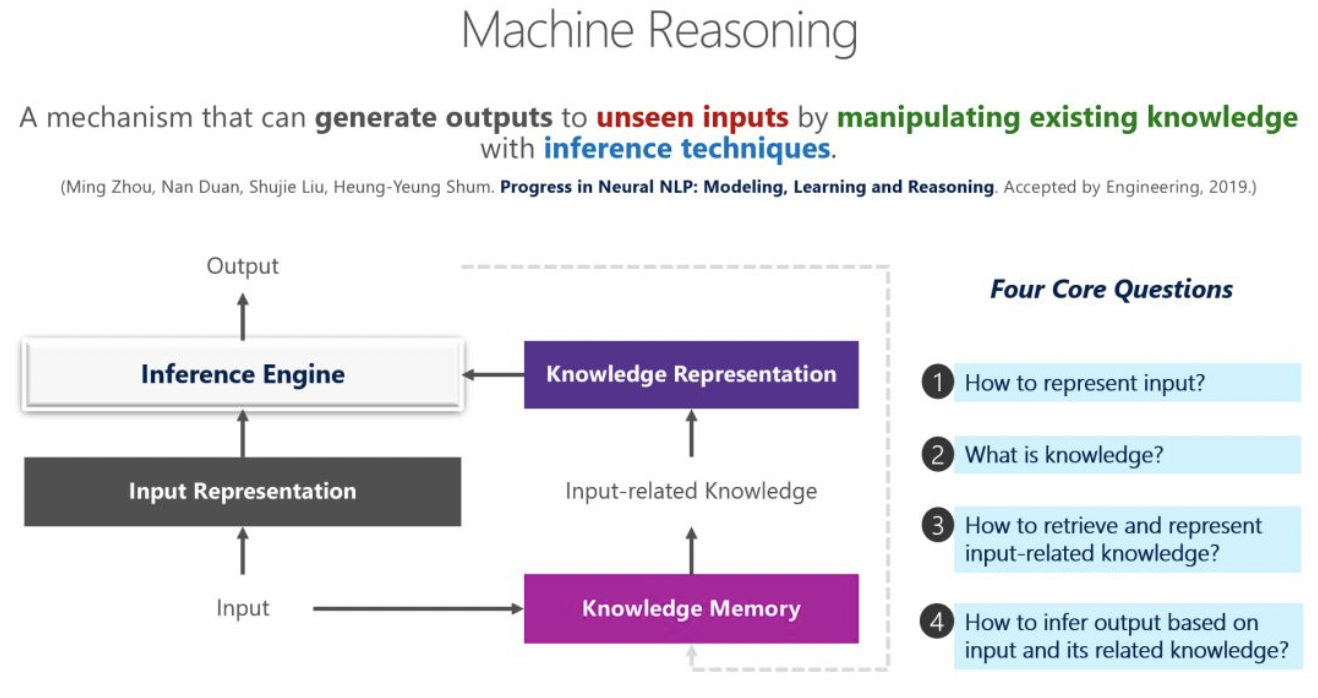 Machine Reasoning
A mechanism that can generate outputs to unseen inputs by manipulating existing knowledge
with inference techniques.
(Ming Zhou, Nan Duan, Shujie Liu, Heung-Yeung Shum. Progress in Neural NLP: Modeling, Learning and Reasoning. Accepted by Engineering, 2019.)
Output
Inference Engine
Input Representation
Input
Knowledge Representation
Input-related Knowledge
Knowledge Memory
Four Core Questions
1 How to represent input?
2 What is knowledge?
3 How to retrieve and represent
input-related knowledge?
4 How to infer output based on
input and its related knowledge?